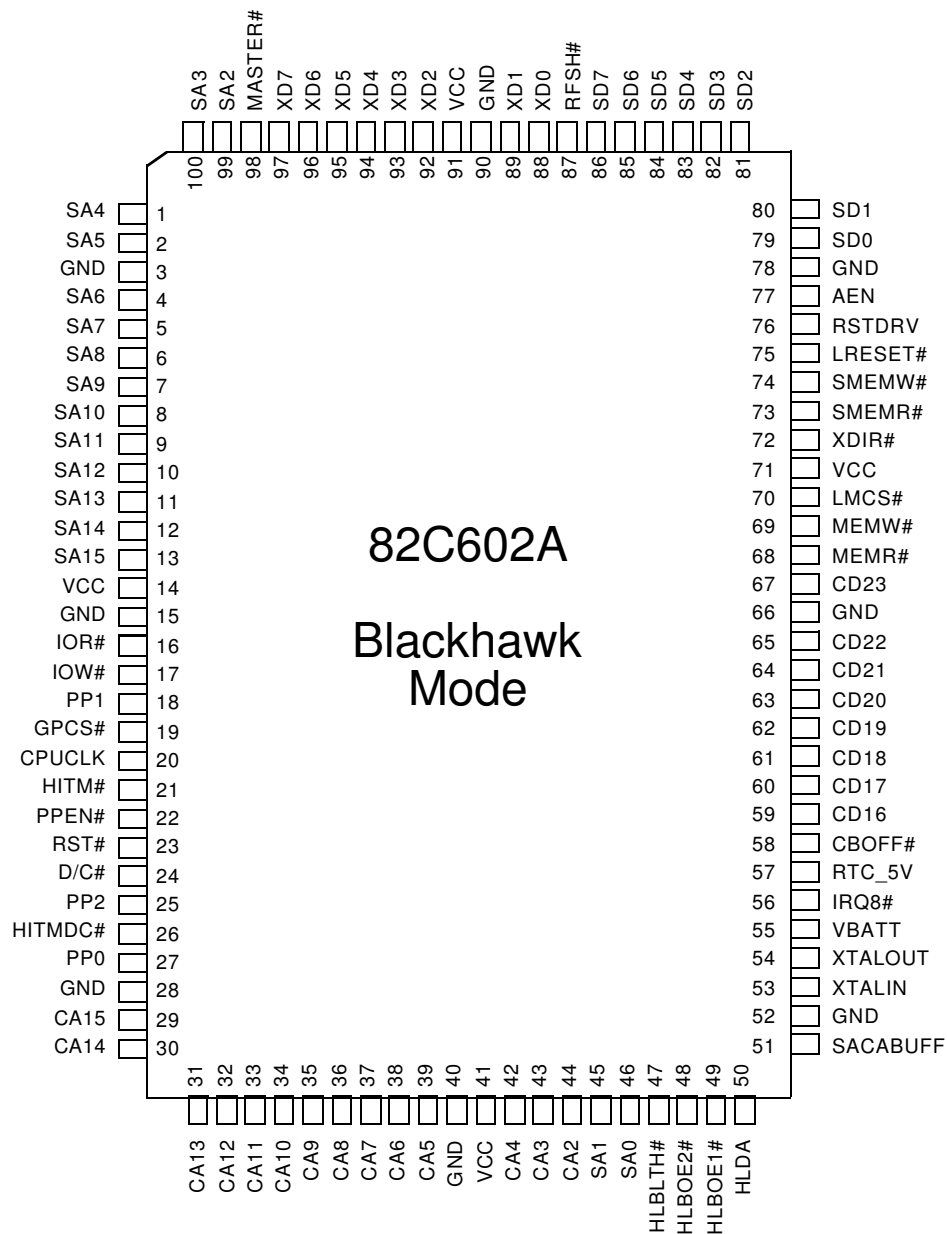 SA3
SA2
MASTER#
XD7
XD6
XD5
XD4
XD3
XD2
VCC
GND
XD1
XD0
RFSH#
SD7
SD6
SD5
SD4
SD3
SD2
100
99
98
97
96
95
94
93
92
91
90
89
88
87
86
85
84
83
82
81
SA4 1
SA5 2
GND 3
SA6 4
SA7 5
SA8 6
SA9 7
SA10 8
SA11 9
SA12 10
SA13 11
SA14 12
SA15 13
VCC 14
GND 15
IOR# 16
IOW# 17
PP1 18
GPCS# 19
CPUCLK 20
HITM# 21
PPEN# 22
RST# 23
D/C# 24
PP2 25
HITMDC# 26
PP0 27
GND 28
CA15 29
CA14 30
82C602A
Blackhawk
Mode
80 SD1
79 SD0
78 GND
77 AEN
76 RSTDRV
75 LRESET#
74 SMEMW#
73 SMEMR#
72 XDIR#
71 VCC
70 LMCS#
69 MEMW#
68 MEMR#
67 CD23
66 GND
65 CD22
64 CD21
63 CD20
62 CD19
61 CD18
60 CD17
59 CD16
58 CBOFF#
57 RTC_5V
56 IRQ8#
55 VBATT
54 XTALOUT
53 XTALIN
52 GND
51 SACABUFF
31
32
33
34
35
36
37
38
39
40
41
42
43
44
45
46
47
48
49
50
CA13
CA12
CA11
CA10
CA9
CA8
CA7
CA6
CA5
GND
VCC
CA4
CA3
CA2
SA1
SA0
HLBLTH#
HLBOE2#
HLBOE1#
HLDA